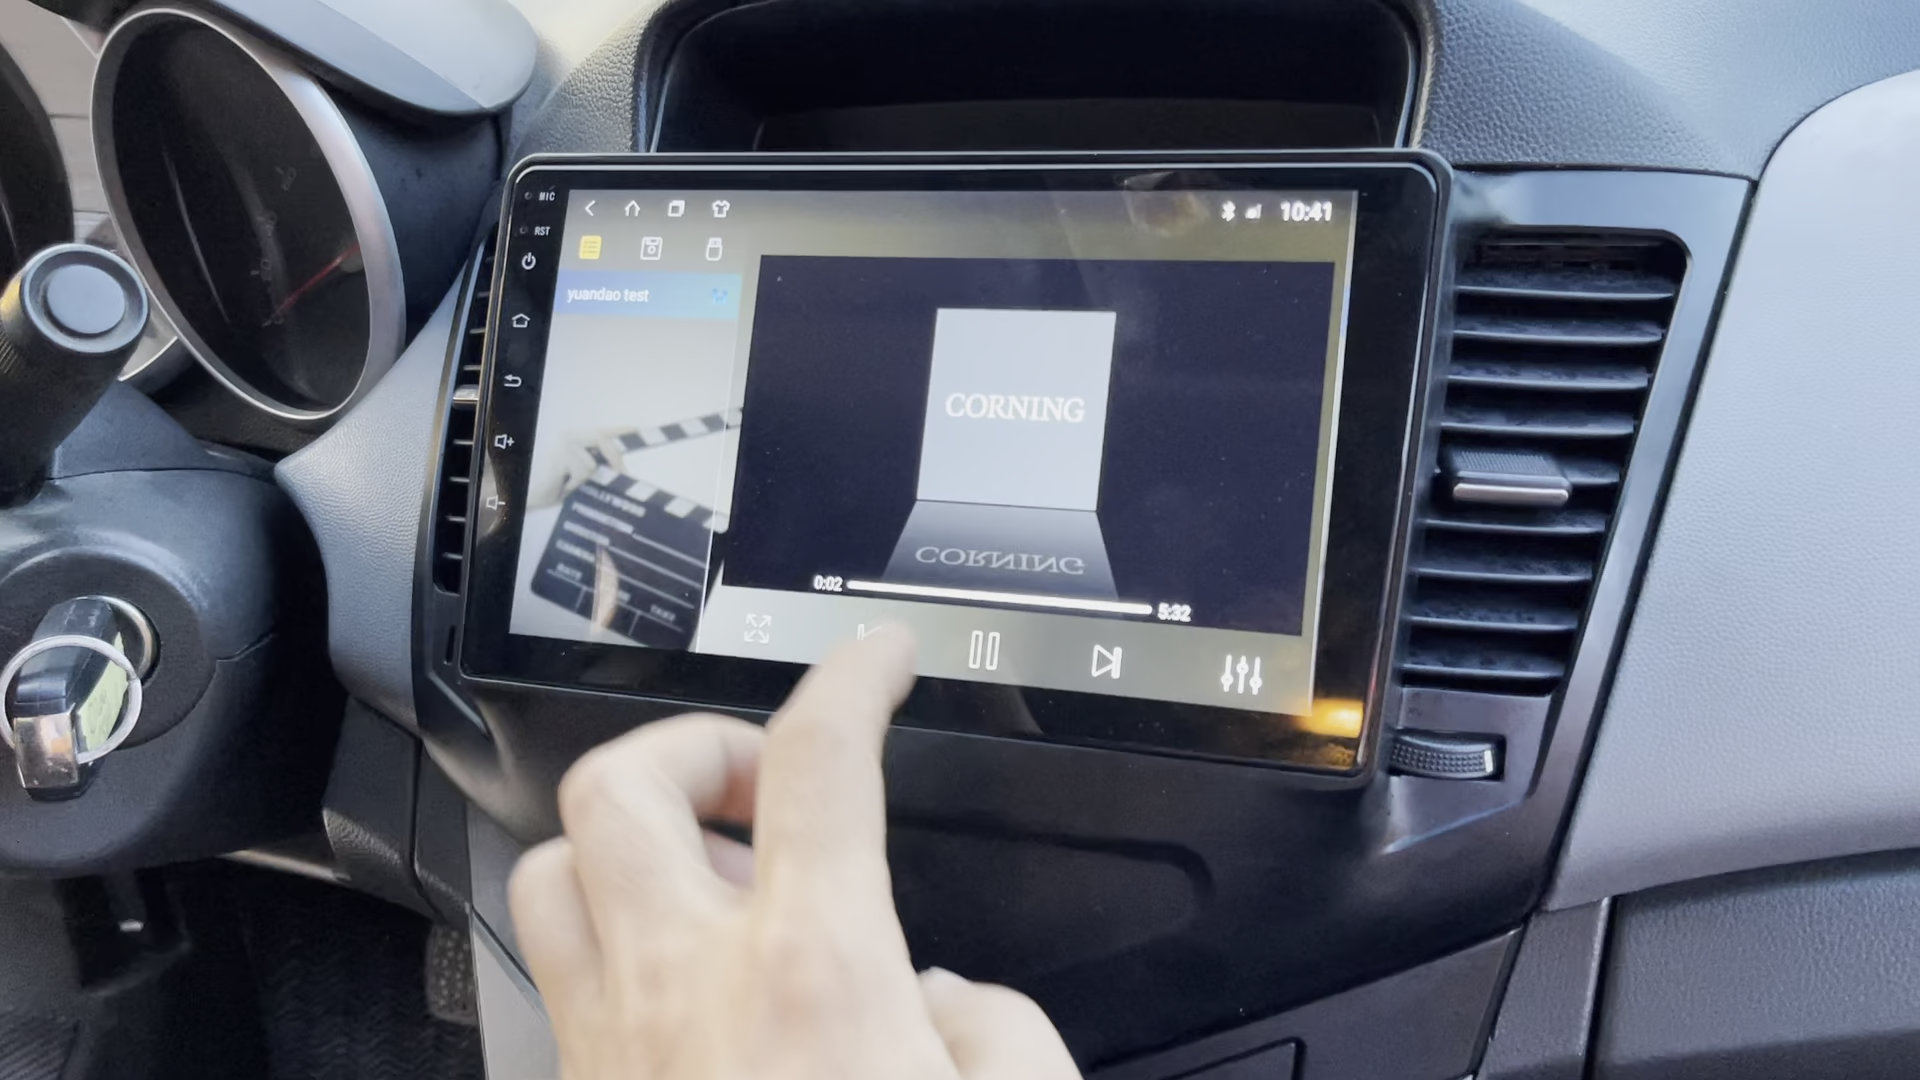 MIC
RST
10:41
yuandao test
CORNING
CORNING
0:02
5:32